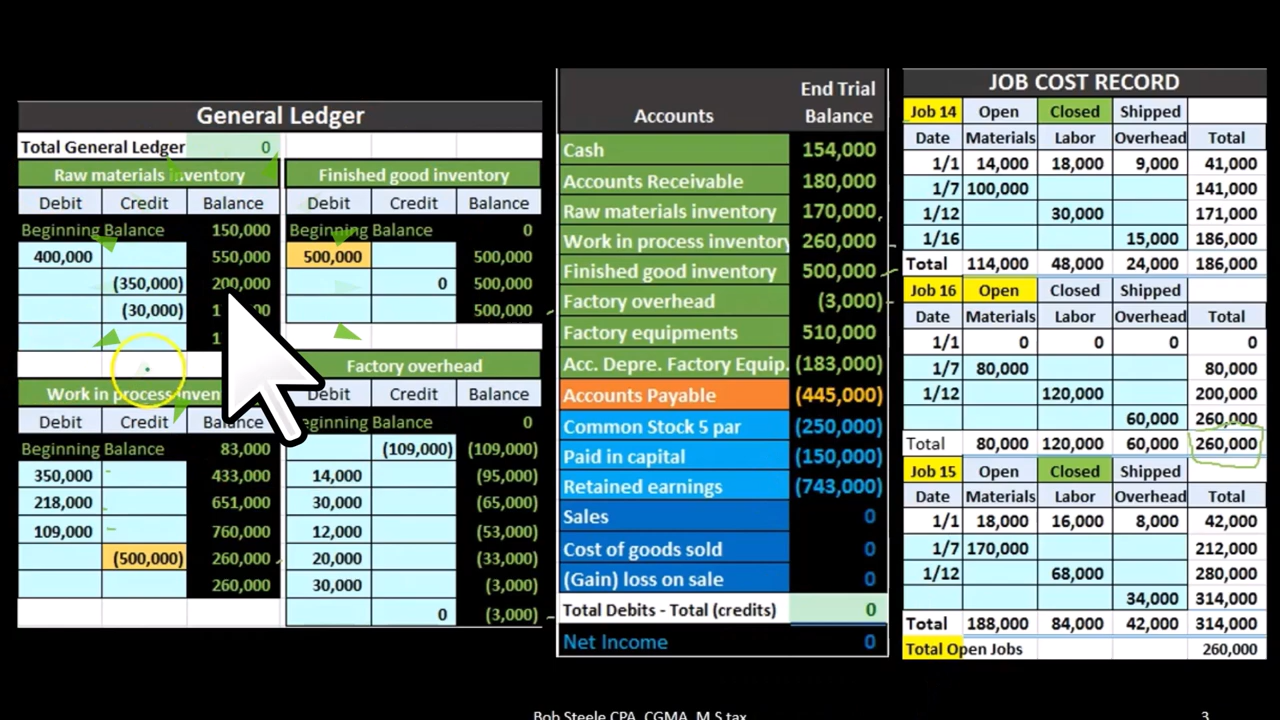 General Ledger
Total General Ledger 0
Raw materials inventory Finished good inventory
Debit Credit Balance Debit Credit Balance
Beginning Balance 150,000 Beginning Balance 0
400,000 550,000 500,000 500,000
(350,000) 200,000 0 500,000
(30,000) 500,000
Factory overhead
Work in process
Debit Credit Debit Credit Balance
Beginning Balance 83,000 Beginning Balance 0
(109,000) (109,000)
350,000 433,000 14,000 (95,000)
218,000 651,000 30,000 (65,000)
109,000 760,000 12,000 (53,000)
(500,000) 260,000 20,000 (33,000)
260,000 30,000 (3,000)
0 (3,000)
Accounts End Trial Balance
Cash 154,000
Accounts Receivable 180,000
Raw materials inventory 170,000
Work in process inventory 260,000
Finished good inventory 500,000
Factory overhead (3,000)
Factory equipments 510,000
Acc. Depre. Factory Equip. (183,000)
Accounts Payable (445,000)
Common Stock 5 par (250,000)
Paid in capital (150,000)
Retained earnings (743,000)
Sales 0
Cost of goods sold 0
(Gain) loss on sale 0
Total Debits - Total (credits) 0
Net Income 0
JOB COST RECORD
Job 14 Open Closed Shipped
Date Materials Labor Overhead Total
1/1 14,000 18,000 9,000 41,000
1/7 100,000 141,000
1/12 30,000 171,000
1/16 15,000 186,000
Total 114,000 48,000 24,000 186,000
Job 16 Open Closed Shipped
Date Materials Labor Overhead Total
1/1 0 0 0 0
1/7 80,000 80,000
1/12 120,000 200,000
60,000 260,000
Total 80,000 120,000 60,000 260,000
Job 15 Open Closed Shipped
Date Materials Labor Overhead Total
1/1 18,000 16,000 8,000 42,000
1/7 170,000 212,000
1/12 68,000 280,000
34,000 314,000
Total 188,000 84,000 42,000 314,000
Total Open Jobs 260,000
Bob Steele CPA, CGMA, M.S.tax 3